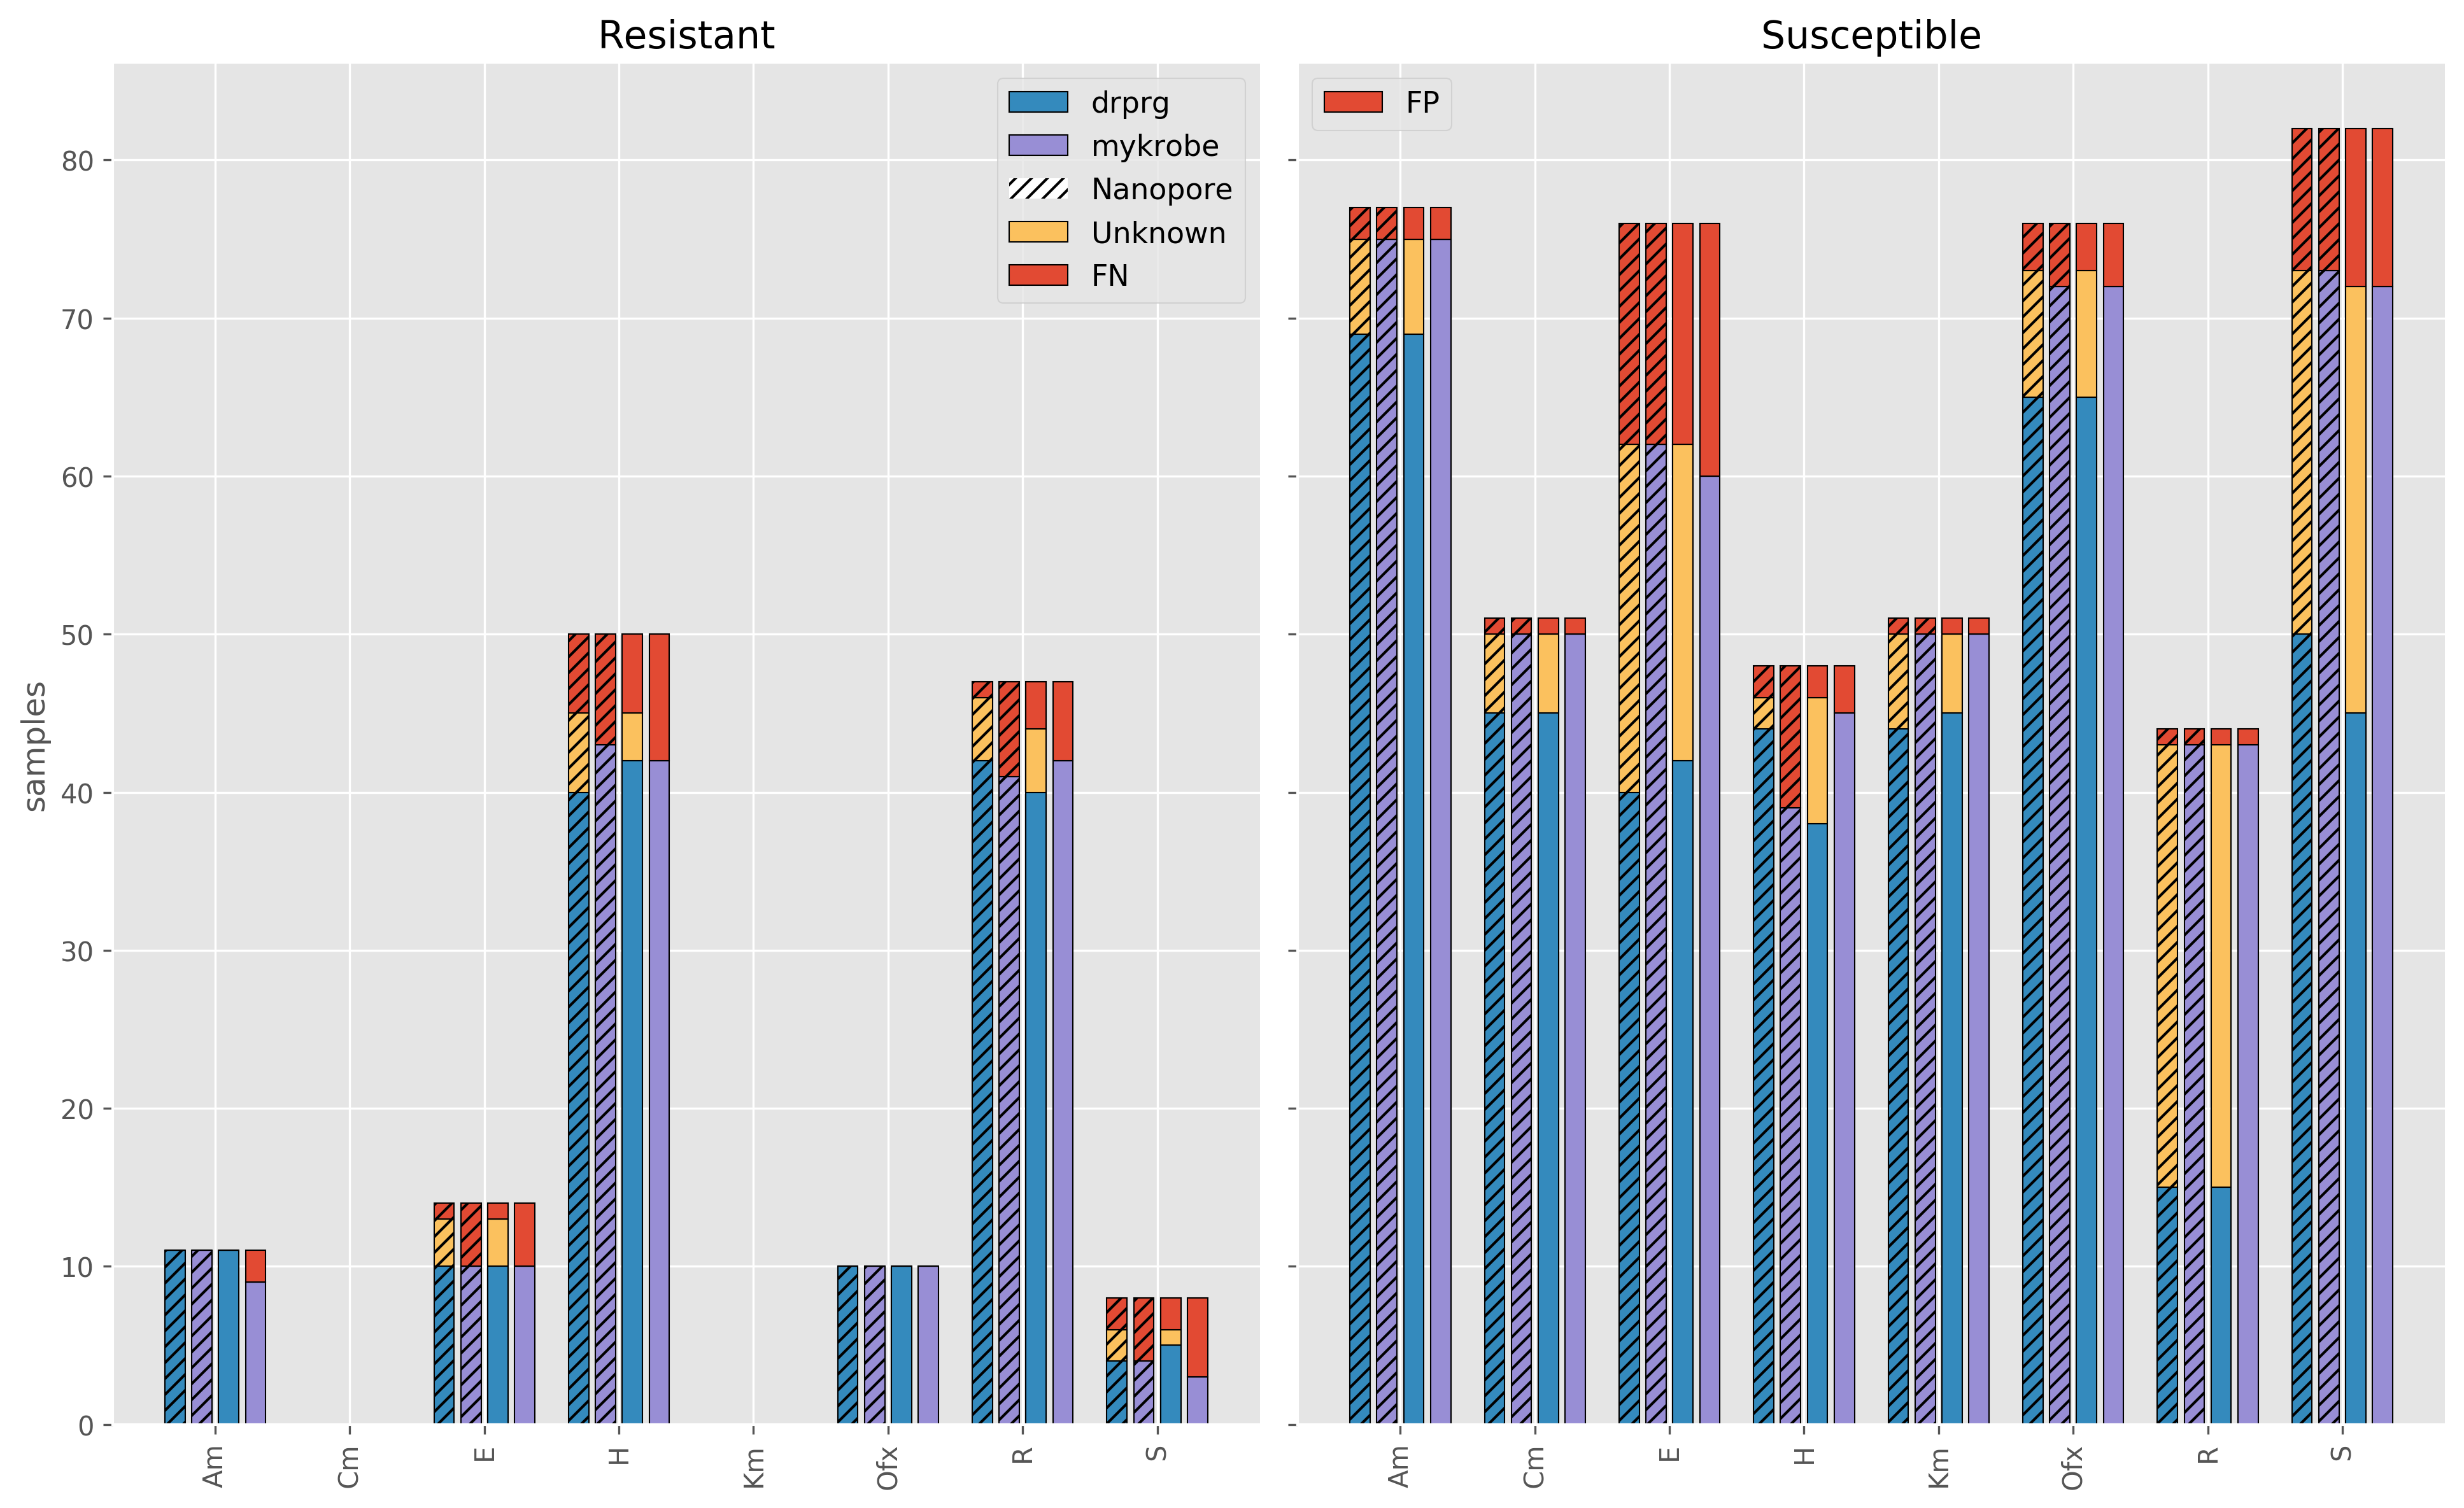 Resistant
Susceptible
drprg
mykrobe
Nanopore
Unknown
FN
FP
80
70
60
50
40
30
20
10
0
samples
Am
Cm
E
H
Km
Ofx
R
S
Am
Cm
E
H
Km
Ofx
R
S